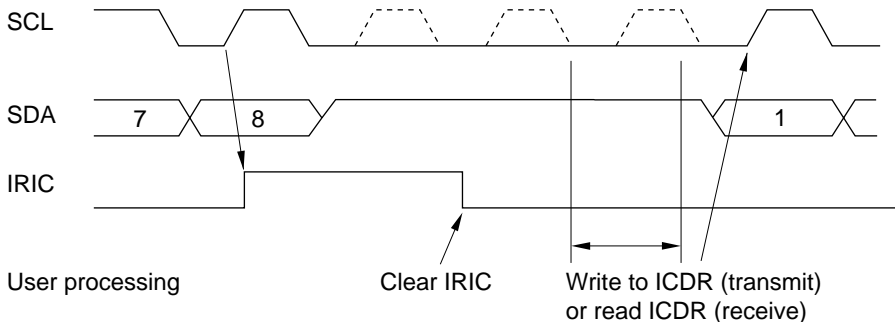 SCL
SDA
7
8
1
IRIC
User processing
Clear IRIC
Write to ICDR (transmit)
or read ICDR (receive)